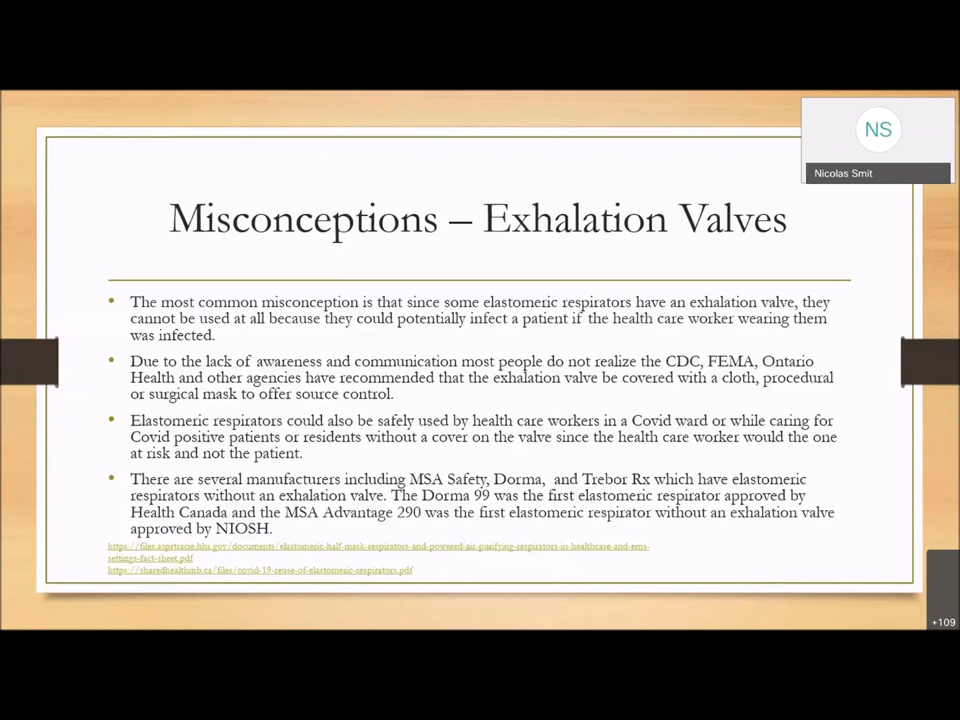 NS
Nicolas Smit
Misconceptions – Exhalation Valves
• The most common misconception is that since some elastomeric respirators have an exhalation valve, they
cannot be used at all because they could potentially infect a patient if the health care worker wearing them
was infected.
• Due to the lack of awareness and communication most people do not realize the CDC, FEMA, Ontario
Health and other agencies have recommended that the exhalation valve be covered with a cloth, procedural
or surgical mask to offer source control.
• Elastomeric respirators could also be safely used by health care workers in a Covid ward or while caring for
Covid positive patients or residents without a cover on the valve since the health care worker would the one
at risk and not the patient.
• There are several manufacturers including MSA Safety, Dorma, and Trebor Rx which have elastomeric
respirators without an exhalation valve. The Dorma 99 was the first elastomeric respirator approved by
Health Canada and the MSA Advantage 290 was the first elastomeric respirator without an exhalation valve
approved by NIOSH.
https://files.asprtracie.hhs.gov/documents/elastomeric-half-mask-respirators-and-powered-air-purifying-respirators-in-healthcare-and-ems-
settings-fact-sheet.pdf
https://sharedhealthmb.ca/files/covid-19-reuse-of-elastomeric-respirators.pdf
+109